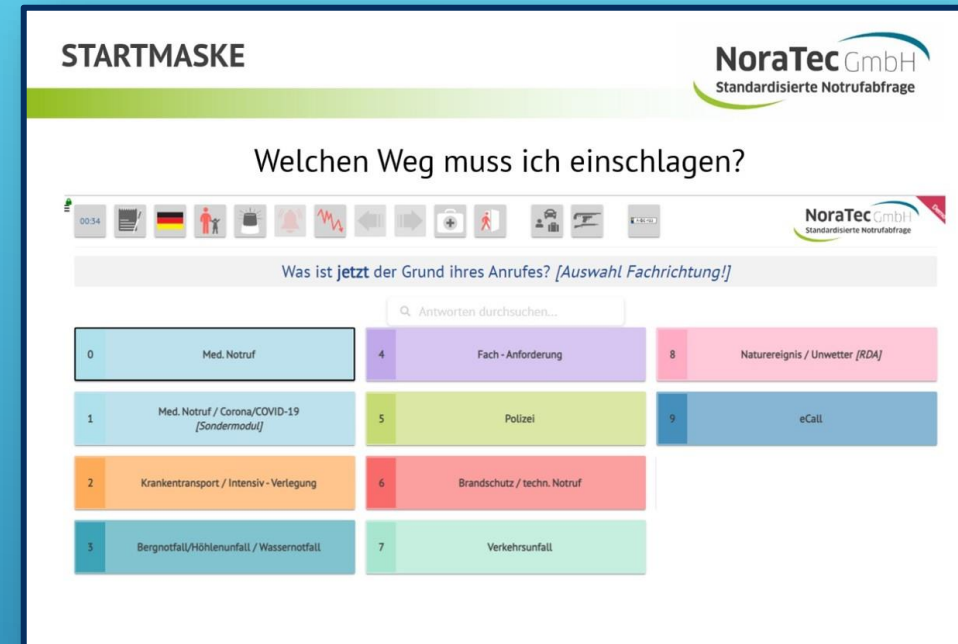 STARTMASKE
NoraTec GmbH
Standardisierte Notrufabfrage
Welchen Weg muss ich einschlagen?
00:34
NoraTec GmbH
Standardisierte Notrufabfrage
Demo
Was ist jetzt der Grund ihres Anrufes? [Auswahl Fachrichtung!]
Antworten durchsuchen...
0 Med. Notruf
4 Fach - Anforderung
8 Naturereignis / Unwetter [RDA]
1 Med. Notruf / Corona/COVID-19
[Sondermodul]
5 Polizei
9 eCall
2 Krankentransport / Intensiv - Verlegung
6 Brandschutz / techn. Notruf
3 Bergnotfall/Höhlenunfall / Wassernotfall
7 Verkehrsunfall